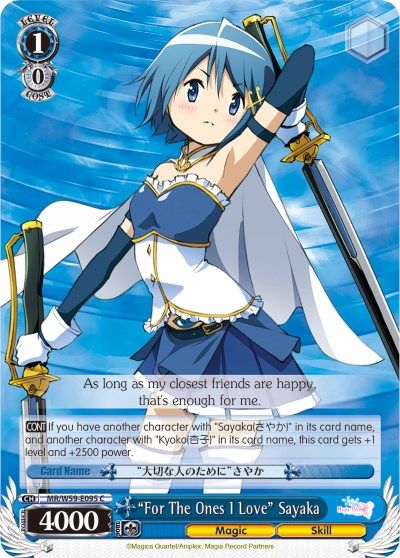 LEVEL
1
0
COST
As long as my closest friends are happy,
that's enough for me.
CONT If you have another character with "Sayaka(さやか)" in its card name,
and another character with "Kyoko(杏子)" in its card name, this card gets +1
level and +2500 power.
Card Name "大切な人のために"さやか
CH MR/W59-E095 C
"For The Ones I Love" Sayaka
POWER 4000
Magic Skill
©Magica Quartet/Aniplex, Magia Record Partners